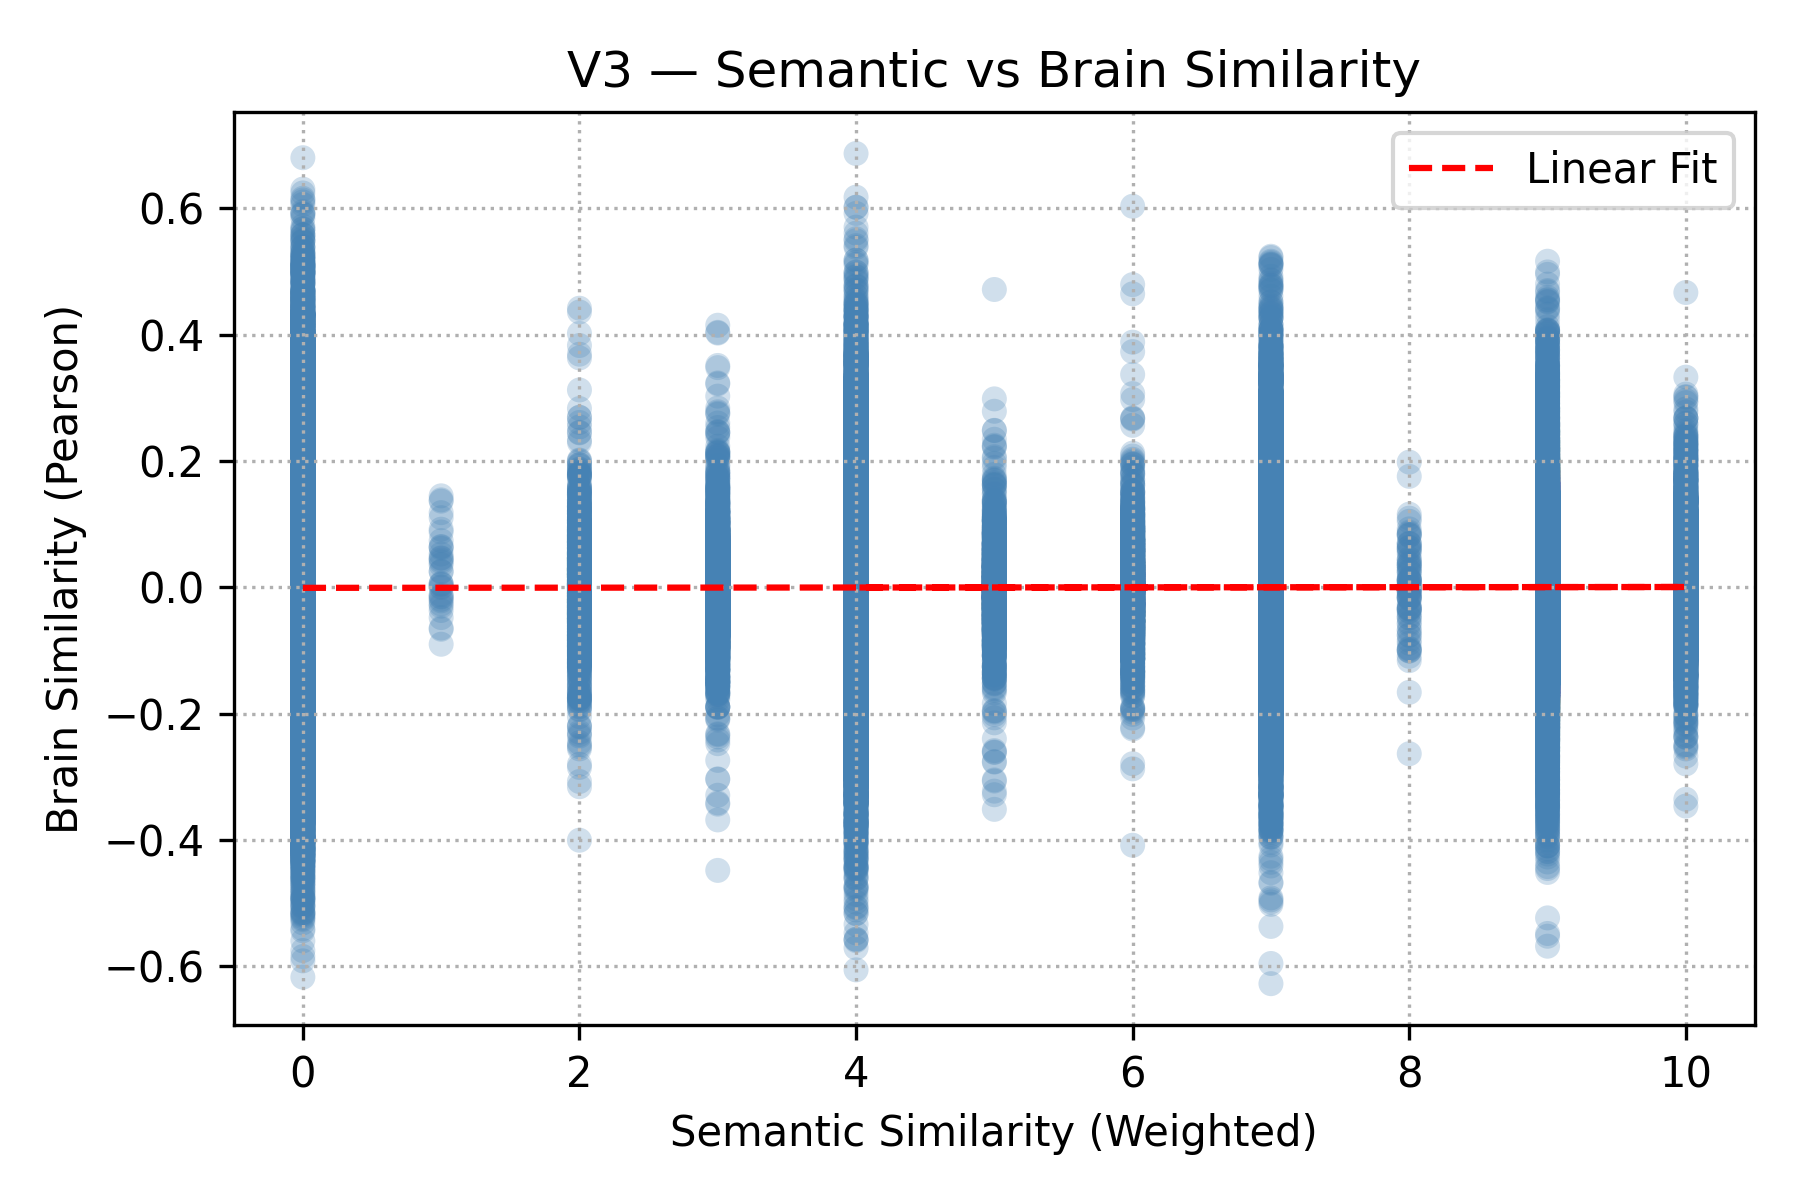 V3 — Semantic vs Brain Similarity
Linear Fit
Brain Similarity (Pearson)
0.6
0.4
0.2
0.0
−0.2
−0.4
−0.6
0 2 4 6 8 10
Semantic Similarity (Weighted)